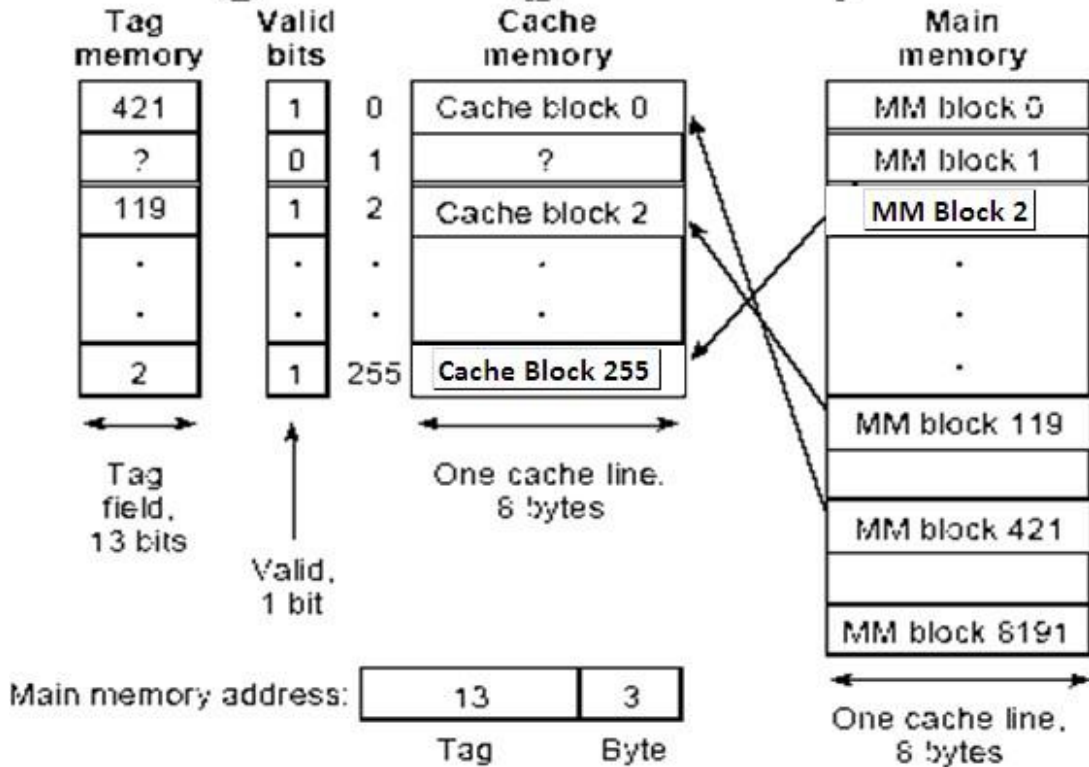 Tag memory
Valid bits
Cache memory
Main memory
421 1 0 Cache block 0 MM block 0
? 0 1 ? MM block 1
119 1 2 Cache block 2 MM Block 2
2 1 255 Cache Block 255
MM block 119
MM block 421
MM block 8191
Tag field, 13 bits
Valid, 1 bit
One cache line, 8 bytes
One cache line, 8 bytes
Main memory address: 13 3
Tag Byte